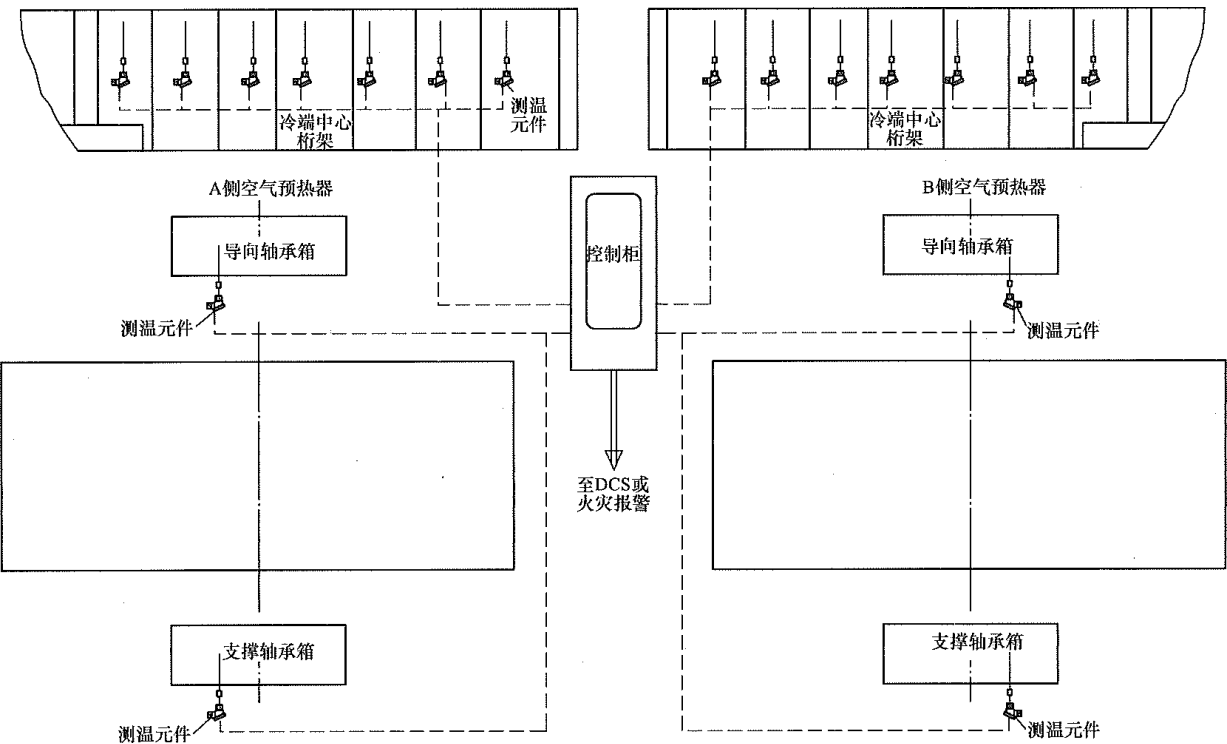 测温
元件
冷端中心
桁架
冷端中心
桁架
A侧空气预热器
B侧空气预热器
导向轴承箱
控制柜
导向轴承箱
测温元件
测温元件
至DCS或
火灾报警
支撑轴承箱
支撑轴承箱
测温元件
测温元件